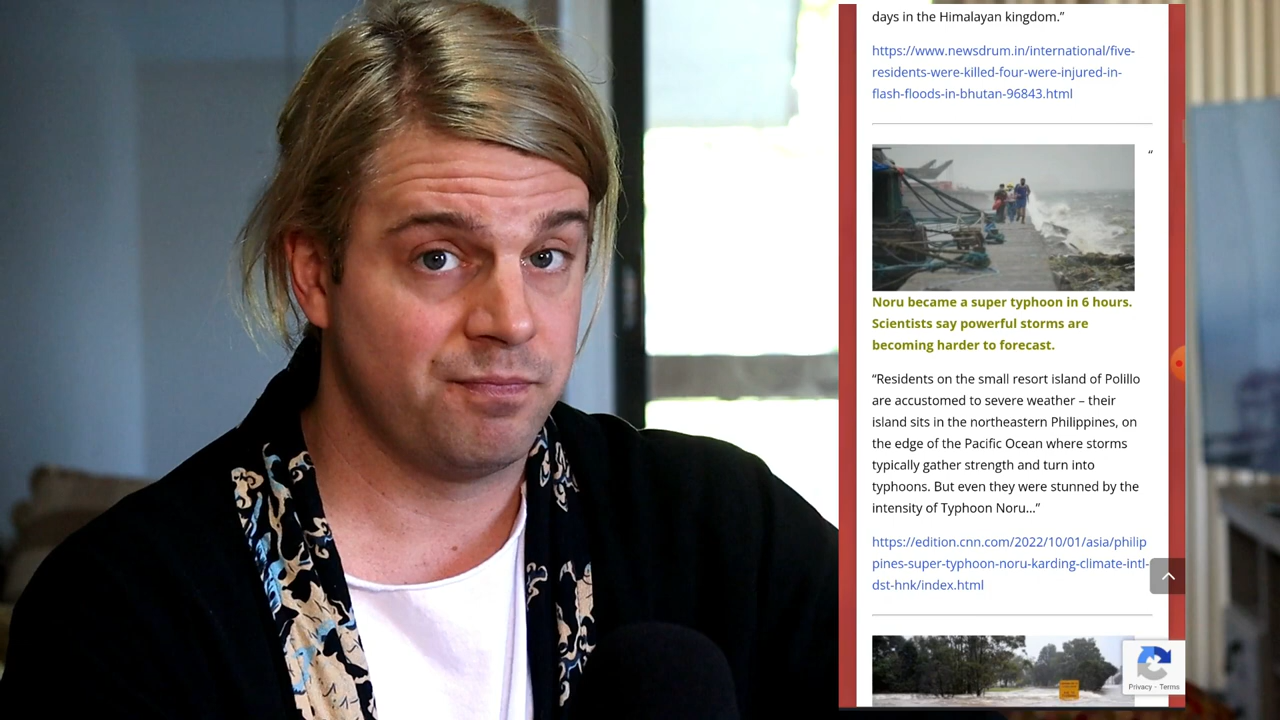 days in the Himalayan kingdom.”
https://www.newsdrum.in/international/five-
residents-were-killed-four-were-injured-in-
flash-floods-in-bhutan-96843.html
“
Noru became a super typhoon in 6 hours.
Scientists say powerful storms are
becoming harder to forecast.
“Residents on the small resort island of Polillo
are accustomed to severe weather – their
island sits in the northeastern Philippines, on
the edge of the Pacific Ocean where storms
typically gather strength and turn into
typhoons. But even they were stunned by the
intensity of Typhoon Noru…”
https://edition.cnn.com/2022/10/01/asia/philip
pines-super-typhoon-noru-karding-climate-intl-
dst-hnk/index.html
Privacy - Terms